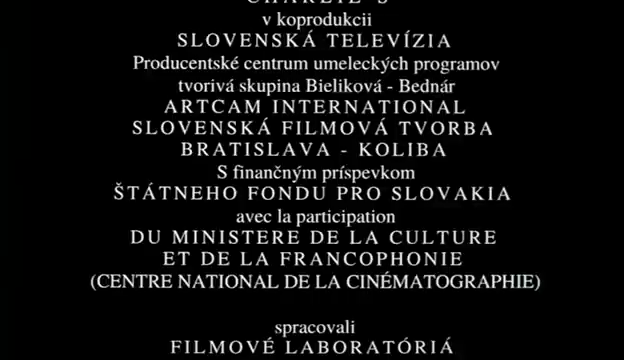 CHARLIE'S
v koprodukcii
SLOVENSKÁ TELEVÍZIA
Producentské centrum umeleckých programov
tvorivá skupina Bieliková - Bednár
ARTCAM INTERNATIONAL
SLOVENSKÁ FILMOVÁ TVORBA
BRATISLAVA - KOLIBA
S finančným príspevkom
ŠTÁTNEHO FONDU PRO SLOVAKIA
avec la participation
DU MINISTERE DE LA CULTURE
ET DE LA FRANCOPHONIE
(CENTRE NATIONAL DE LA CINÉMATOGRAPHIE)
spracovali
FILMOVÉ LABORATÓRIÁ